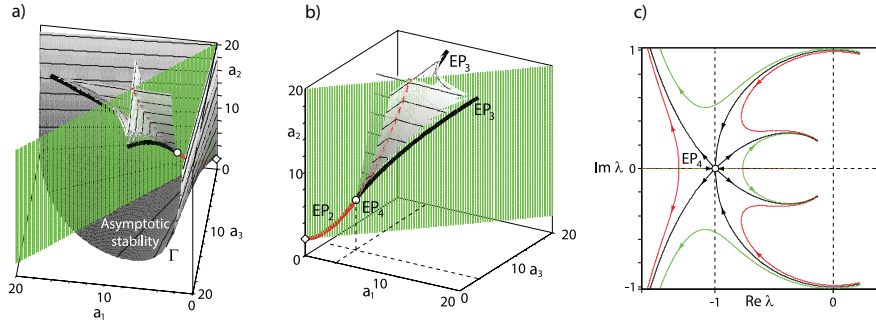 a)
20
a₂
10
0
Asymptotic
stability
Γ
10
a₃
20
10
a₁
0
20
b)
20
a₂
10
0
EP₃
EP₃
EP₂
EP₄
10
a₁
20
0
10
a₃
20
c)
1
EP₄
Im λ
0
-1
-1
Re λ
0